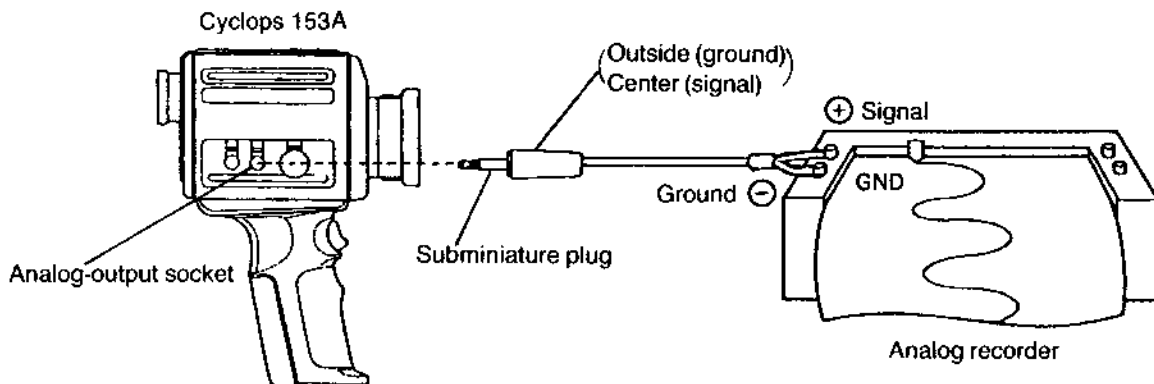 Cyclops 153A
Outside (ground)
Center (signal)
⊕ Signal
Ground ⊖
GND
Subminiature plug
Analog-output socket
Analog recorder